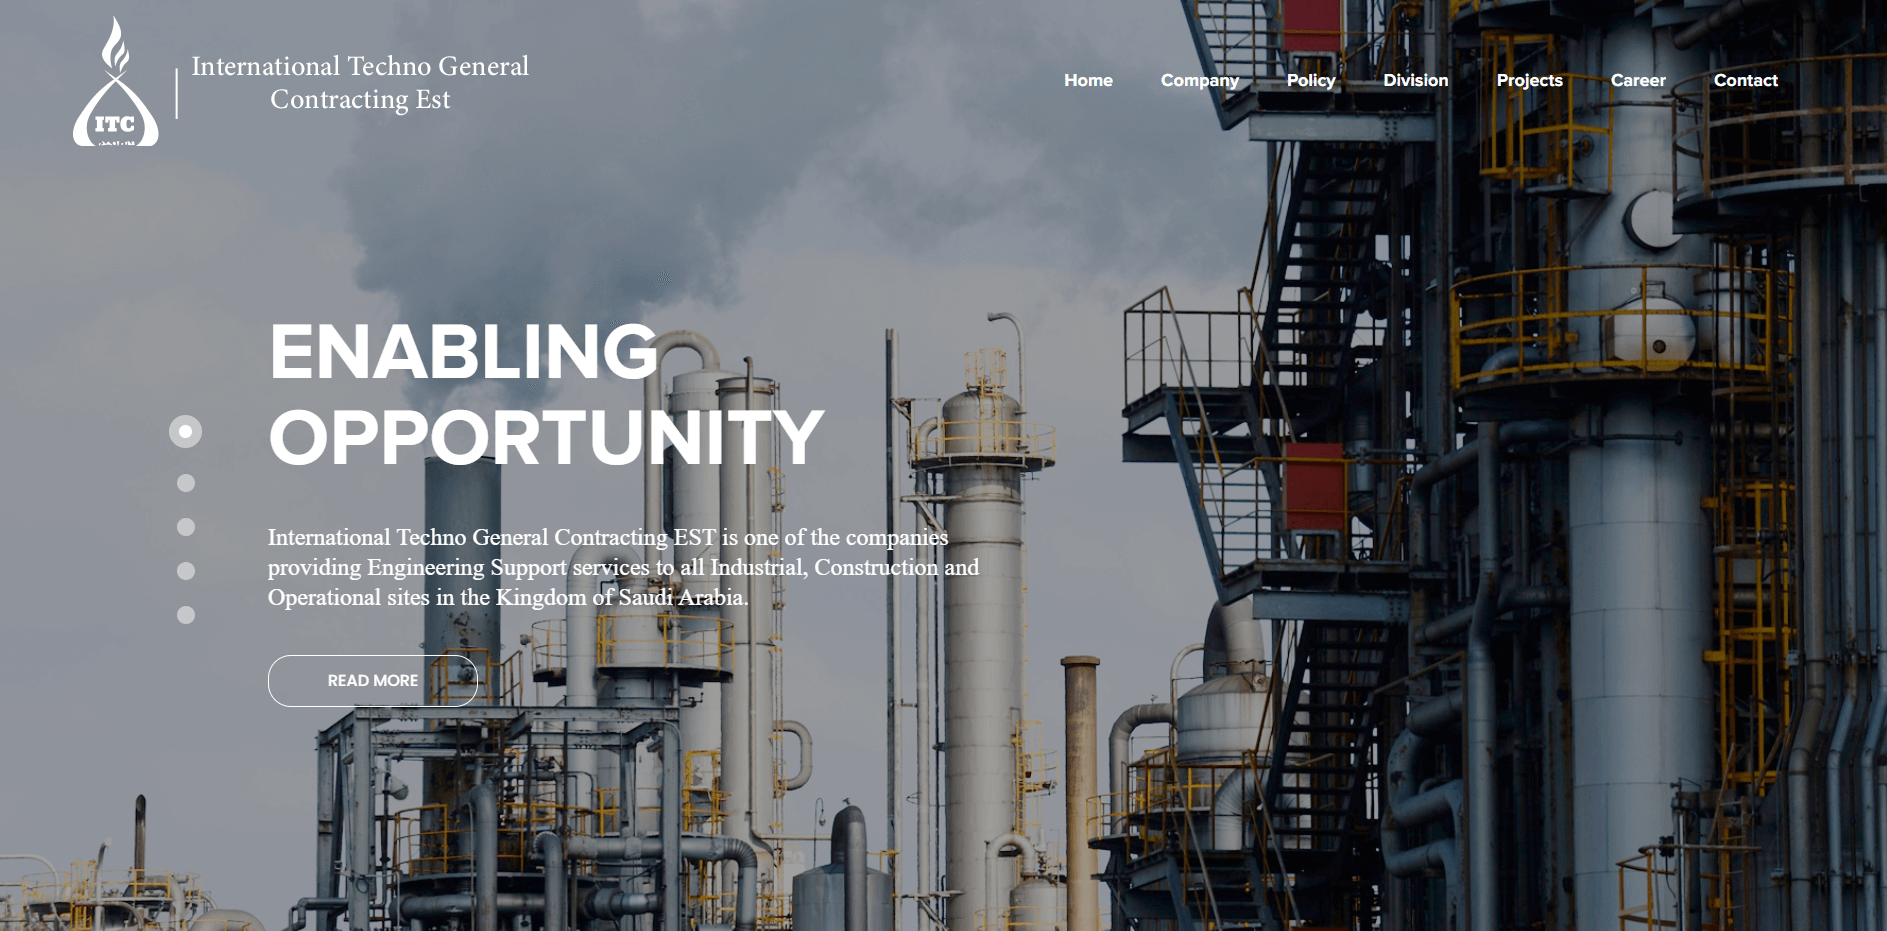 International Techno General
Contracting Est
ITC
Home Company Policy Division Projects Career Contact
ENABLING
OPPORTUNITY
International Techno General Contracting EST is one of the companies
providing Engineering Support services to all Industrial, Construction and
Operational sites in the Kingdom of Saudi Arabia.
READ MORE